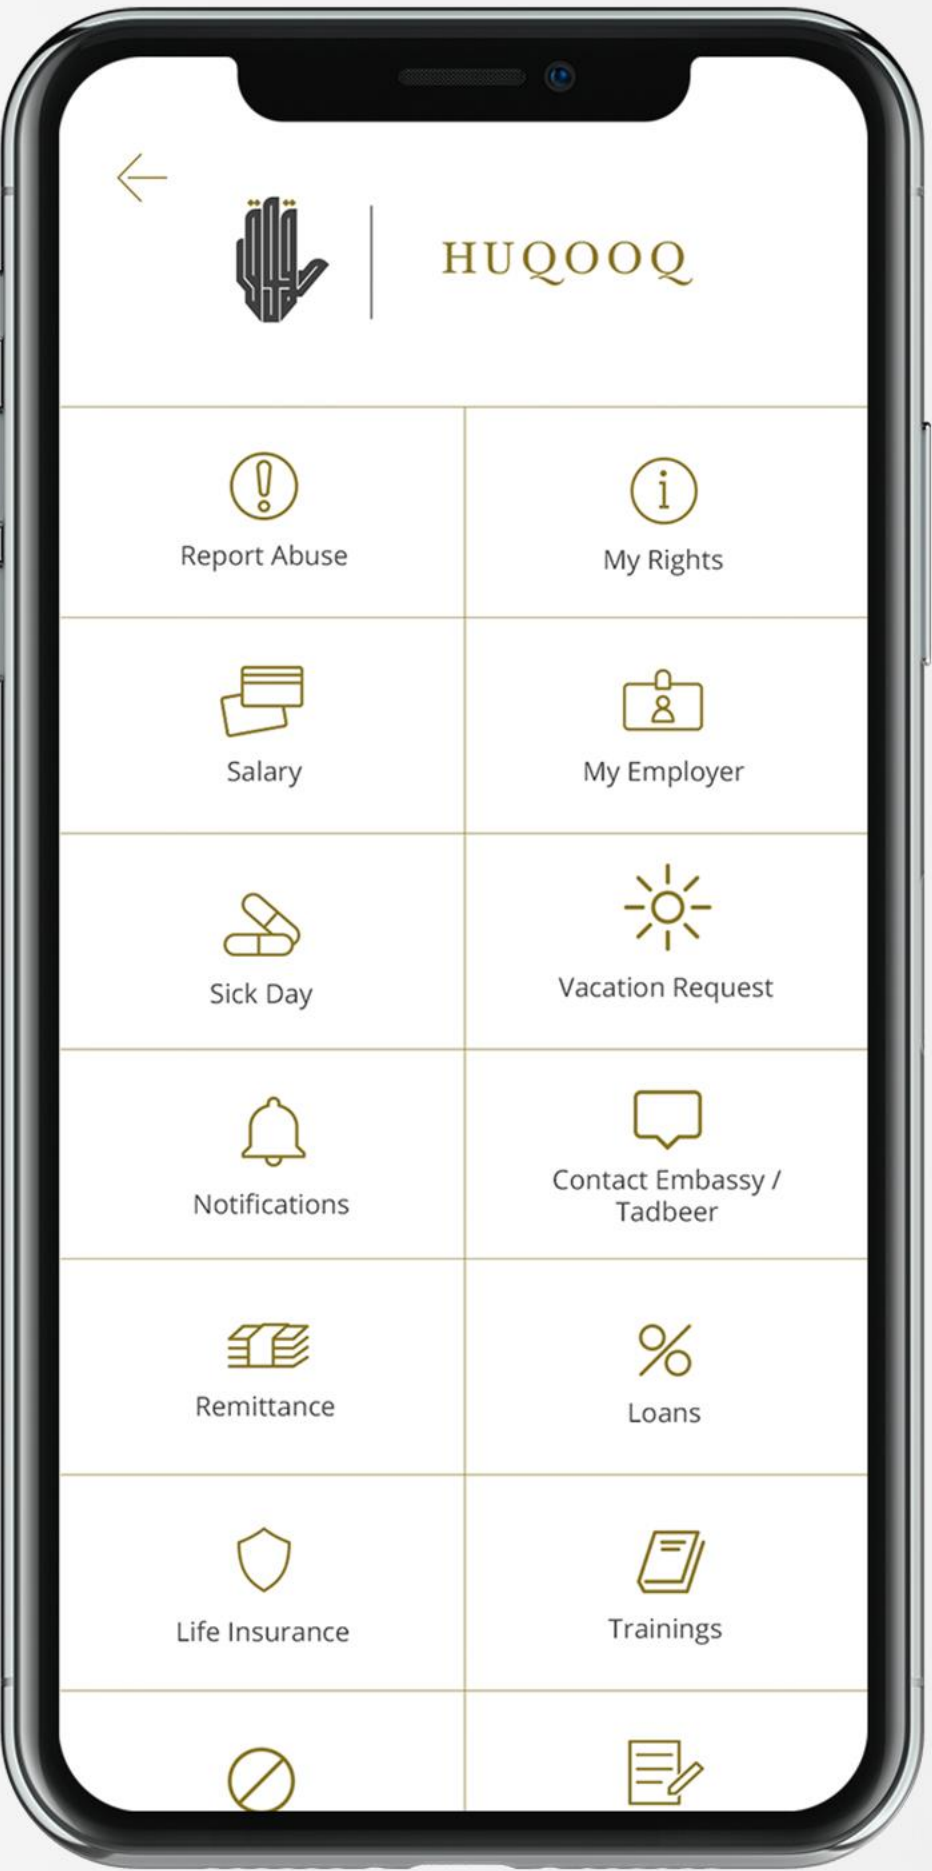 HUQOOQ
Report Abuse
My Rights
Salary
My Employer
Sick Day
Vacation Request
Notifications
Contact Embassy /
Tadbeer
Remittance
Loans
Life Insurance
Trainings